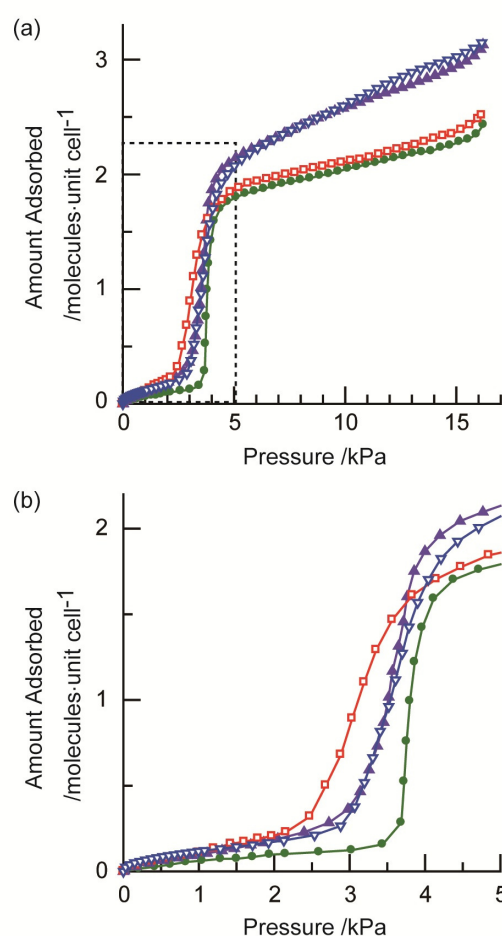 (a)
3
2
1
0
Amount Adsorbed
/molecules·unit cell⁻¹
0 5 10 15
Pressure /kPa
(b)
2
1
0
Amount Adsorbed
/molecules·unit cell⁻¹
0 1 2 3 4 5
Pressure /kPa